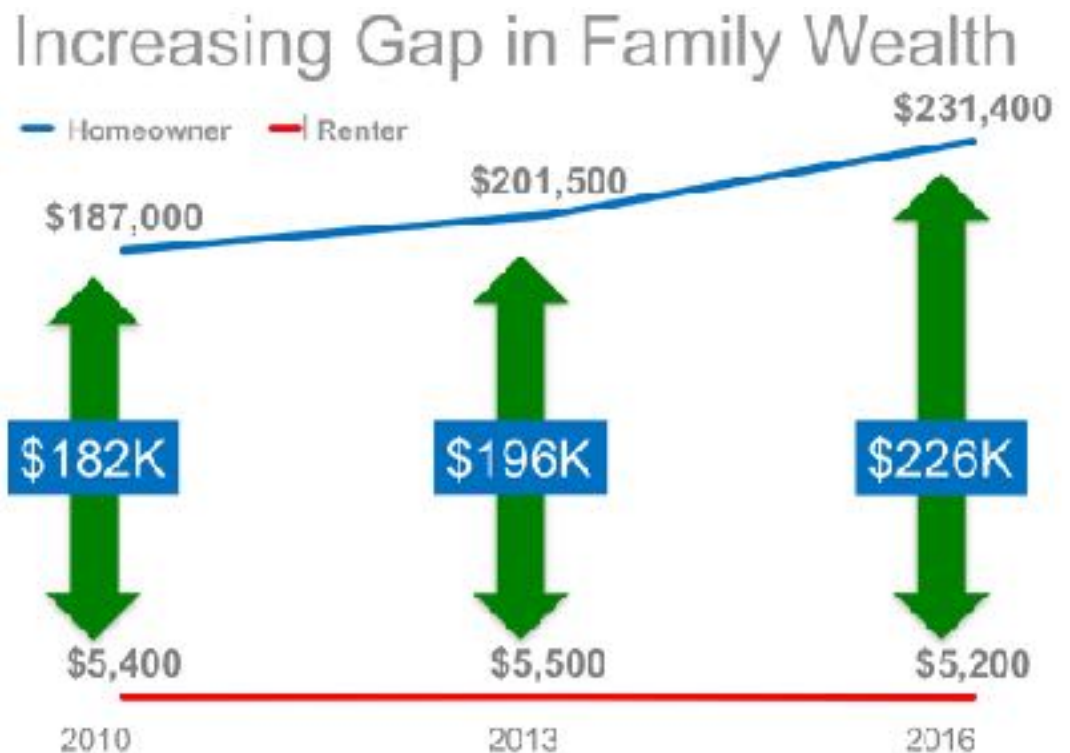 Increasing Gap in Family Wealth
Homeowner Renter
$231,400
$201,500
$187,000
$182K $196K $226K
$5,400 $5,500 $5,200
2010 2013 2016